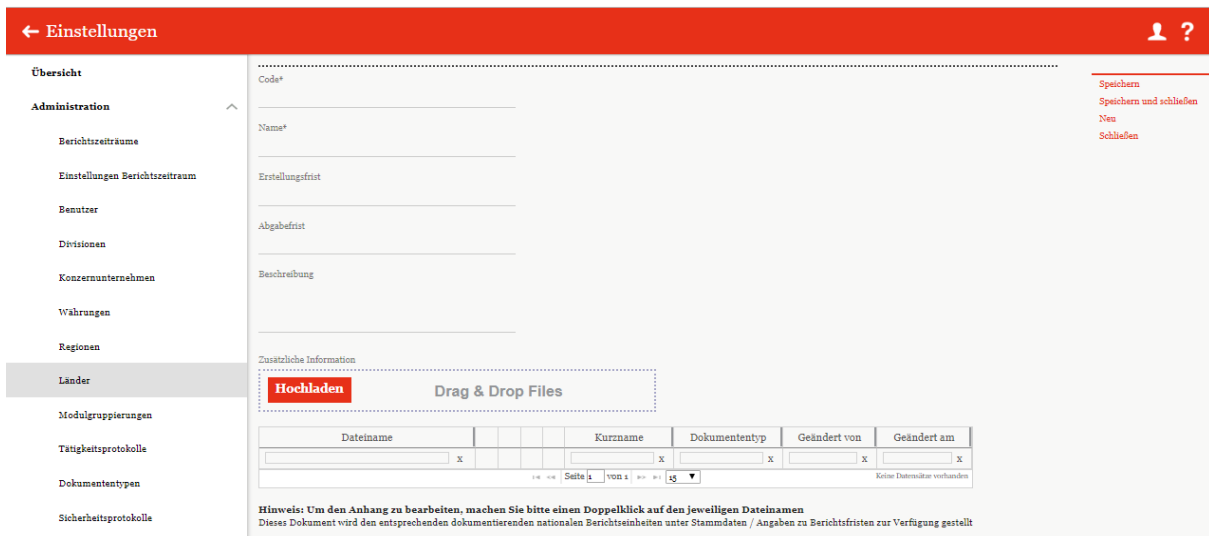 ← Einstellungen
?
Übersicht
Administration
Berichtszeiträume
Einstellungen Berichtszeitraum
Benutzer
Divisionen
Konzernunternehmen
Währungen
Regionen
Länder
Modulgruppierungen
Tätigkeitsprotokolle
Dokumententypen
Sicherheitsprotokolle
Code*
Name*
Erstellungsfrist
Abgabefrist
Beschreibung
Zusätzliche Information
Hochladen Drag & Drop Files
Dateiname Kurzname Dokumententyp Geändert von Geändert am
x x x x x
Seite 1 von 1 15 Keine Datensätze vorhanden
Hinweis: Um den Anhang zu bearbeiten, machen Sie bitte einen Doppelklick auf den jeweiligen Dateinamen
Dieses Dokument wird den entsprechenden dokumentierenden nationalen Berichtseinheiten unter Stammdaten / Angaben zu Berichtsfristen zur Verfügung gestellt
Speichern
Speichern und schließen
Neu
Schließen